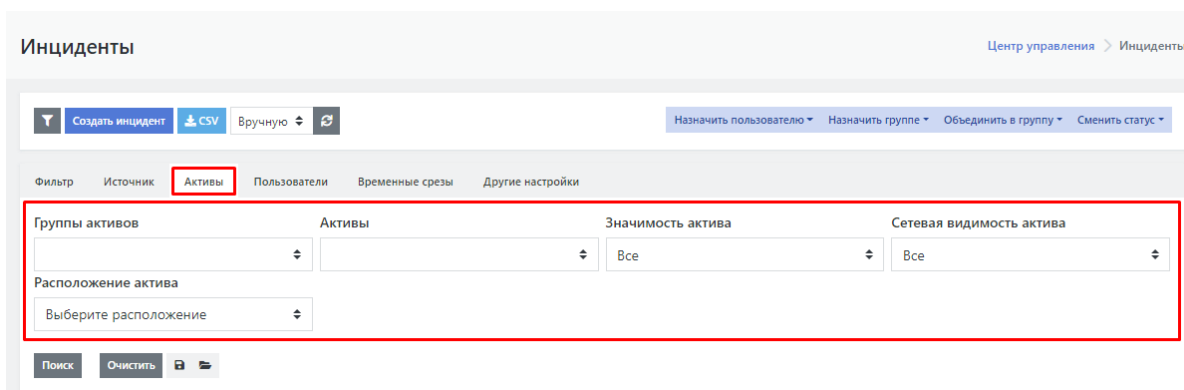 Инциденты
Центр управления > Инциденты
Создать инцидент CSV Вручную Назначить пользователю Назначить группе Объединить в группу Сменить статус
Фильтр Источник Активы Пользователи Временные срезы Другие настройки
Группы активов Активы Значимость актива Сетевая видимость актива
Все Все
Расположение актива
Выберите расположение
Поиск Очистить